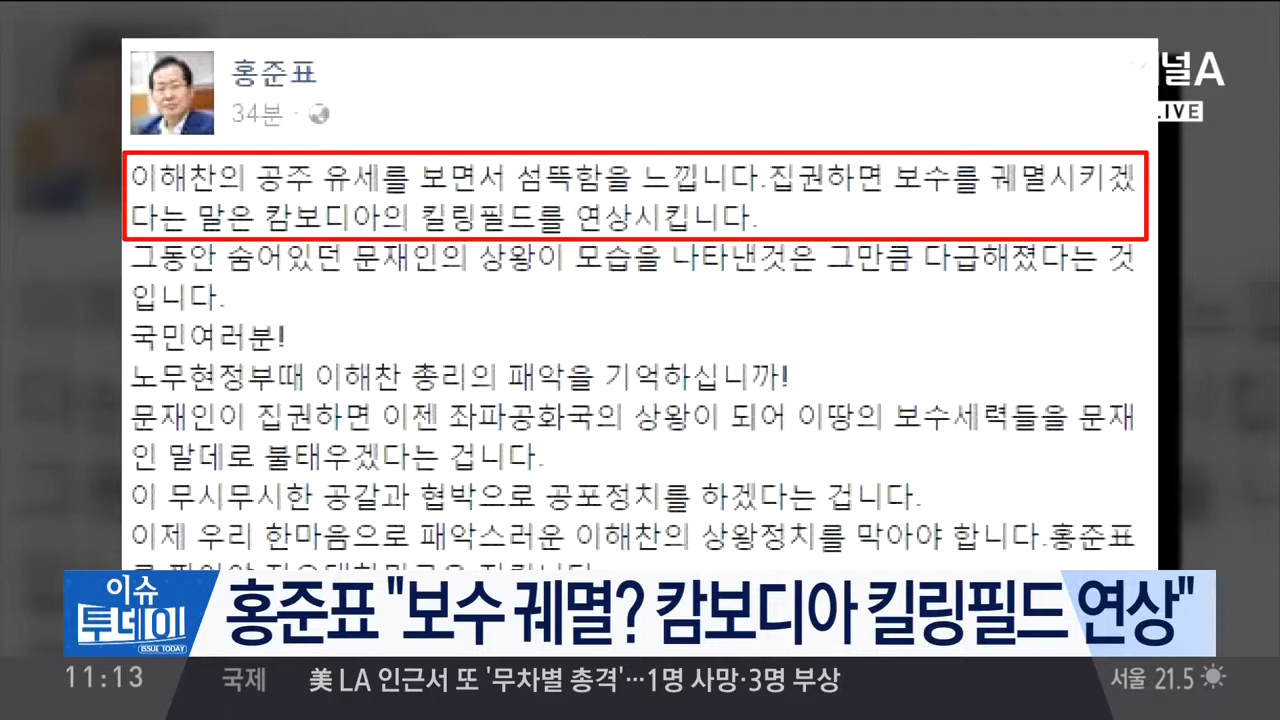 홍준표
널A
34분 ·
LIVE
이해찬의 공주 유세를 보면서 섬뜩함을 느낍니다.집권하면 보수를 궤멸시키겠
다는 말은 캄보디아의 킬링필드를 연상시킵니다.
그동안 숨어있던 문재인의 상황이 모습을 나타낸것은 그만큼 다급해졌다는 것
입니다.
국민여러분!
노무현정부때 이해찬 총리의 패악을 기억하십니까!
문재인이 집권하면 이젠 좌파공화국의 상황이 되어 이땅의 보수세력들을 문재
인 말데로 불태우겠다는 겁니다.
이 무시무시한 공갈과 협박으로 공포정치를 하겠다는 겁니다.
이제 우리 한마음으로 패악스러운 이해찬의 상황정치를 막아야 합니다.홍준표
이슈
투데이
ISSUE TODAY
홍준표 "보수 궤멸? 캄보디아 킬링필드 연상"
11:13 국제 美 LA 인근서 또 '무차별 총격'…1명 사망·3명 부상 서울 21.5